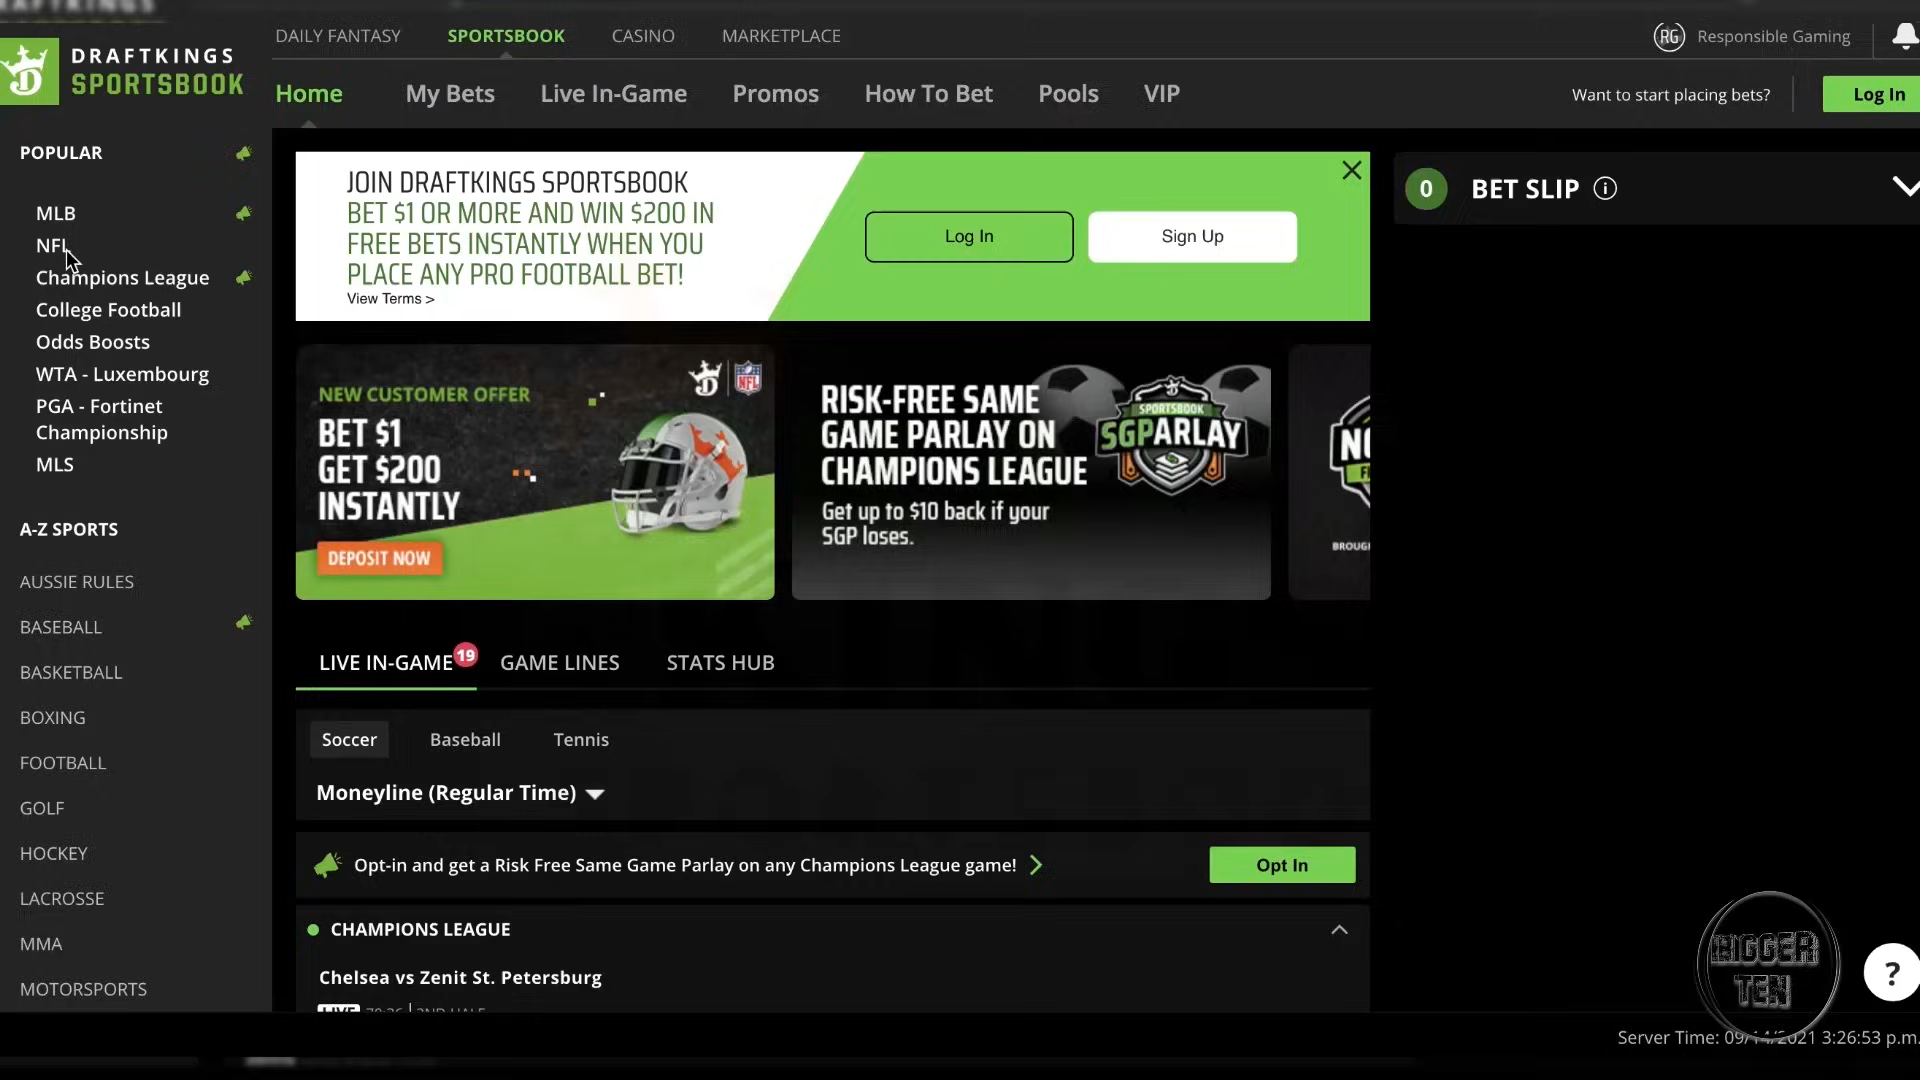 DAILY FANTASY
SPORTSBOOK
CASINO
MARKETPLACE
RG
Responsible Gaming
DRAFTKINGS
SPORTSBOOK
Home
My Bets
Live In-Game
Promos
How To Bet
Pools
VIP
Want to start placing bets?
Log In
POPULAR
MLB
NFL
Champions League
College Football
Odds Boosts
WTA - Luxembourg
PGA - Fortinet
Championship
MLS
A-Z SPORTS
AUSSIE RULES
BASEBALL
BASKETBALL
BOXING
FOOTBALL
GOLF
HOCKEY
LACROSSE
MMA
MOTORSPORTS
JOIN DRAFTKINGS SPORTSBOOK
BET $1 OR MORE AND WIN $200 IN
FREE BETS INSTANTLY WHEN YOU
PLACE ANY PRO FOOTBALL BET!
View Terms >
Log In
Sign Up
0
BET SLIP
NEW CUSTOMER OFFER
BET $1
GET $200
INSTANTLY
DEPOSIT NOW
NFL
RISK-FREE SAME
GAME PARLAY ON
CHAMPIONS LEAGUE
Get up to $10 back if your
SGP loses.
SPORTSBOOK
SGPARLAY
LIVE IN-GAME
19
GAME LINES
STATS HUB
Soccer
Baseball
Tennis
Moneyline (Regular Time)
Opt-in and get a Risk Free Same Game Parlay on any Champions League game!
Opt In
CHAMPIONS LEAGUE
Chelsea vs Zenit St. Petersburg
BIGGER
TEN
?
Server Time: 09/14/2021 3:26:53 p.m.